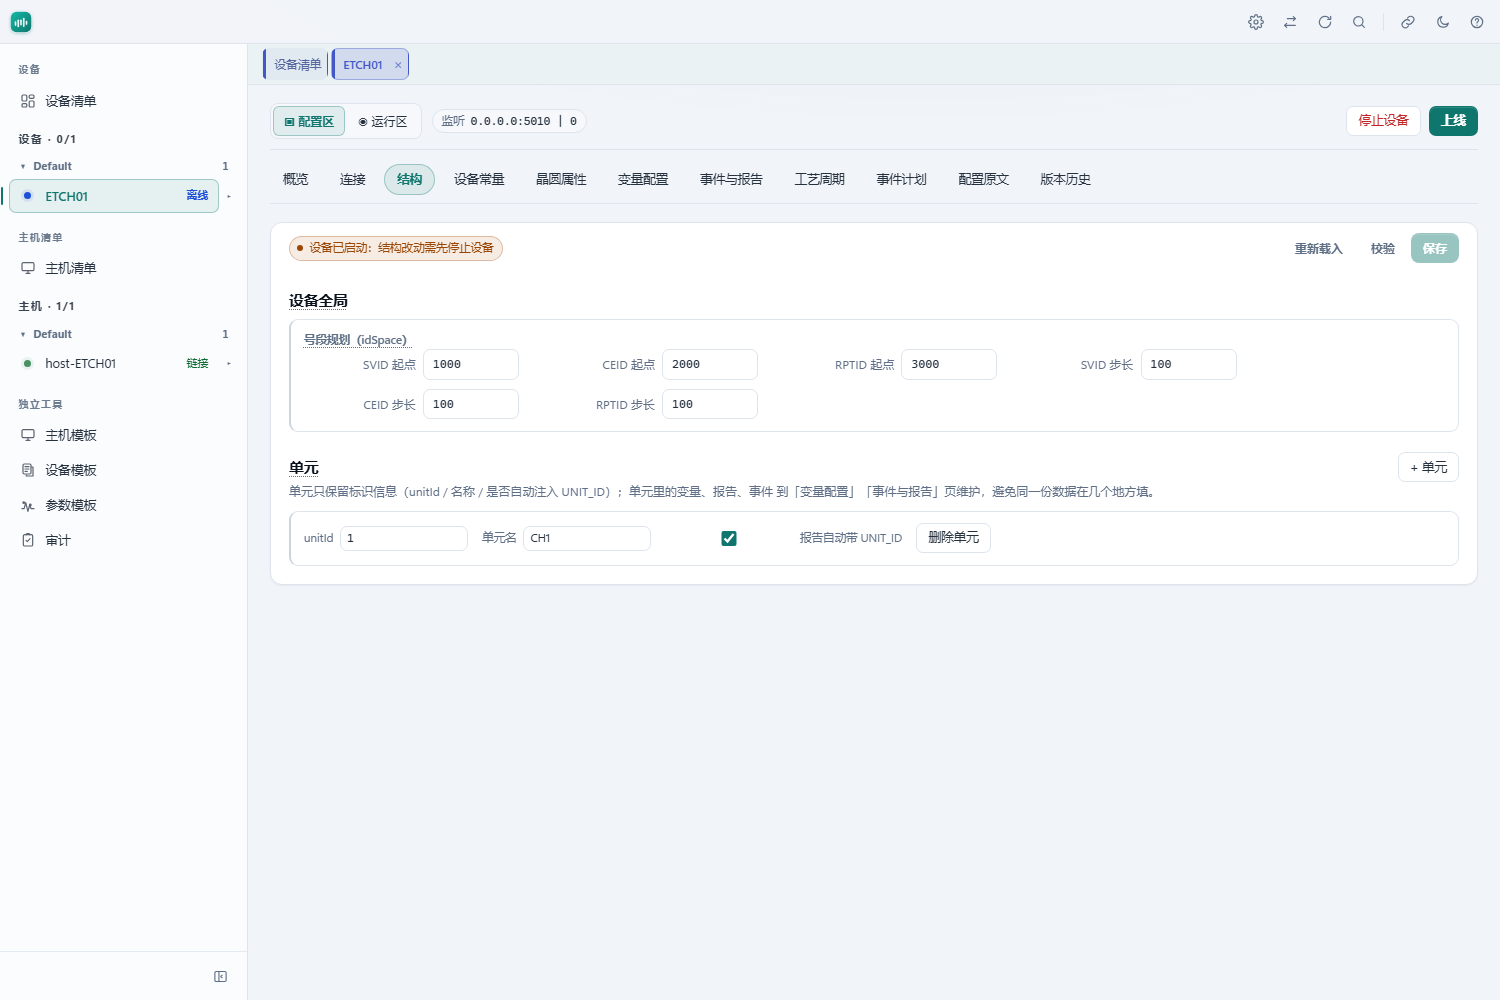 设备
设备清单
设备 · 0/1
Default 1
ETCH01 离线
主机清单
主机清单
主机 · 1/1
Default 1
host-ETCH01 链接
独立工具
主机模板
设备模板
参数模板
审计
设备清单 ETCH01 ×
配置区 运行区 监听 0.0.0.0:5010 | 0 停止设备 上线
概览 连接 结构 设备常量 晶圆属性 变量配置 事件与报告 工艺周期 事件计划 配置原文 版本历史
设备已启动：结构改动需先停止设备 重新载入 校验 保存
设备全局
号段规划（idSpace）
SVID 起点 1000 CEID 起点 2000 RPTID 起点 3000 SVID 步长 100
CEID 步长 100 RPTID 步长 100
单元 + 单元
单元只保留标识信息（unitId / 名称 / 是否自动注入 UNIT_ID）；单元里的变量、报告、事件 到「变量配置」「事件与报告」页维护，避免同一份数据在几个地方填。
unitId 1 单元名 CH1 报告自动带 UNIT_ID 删除单元